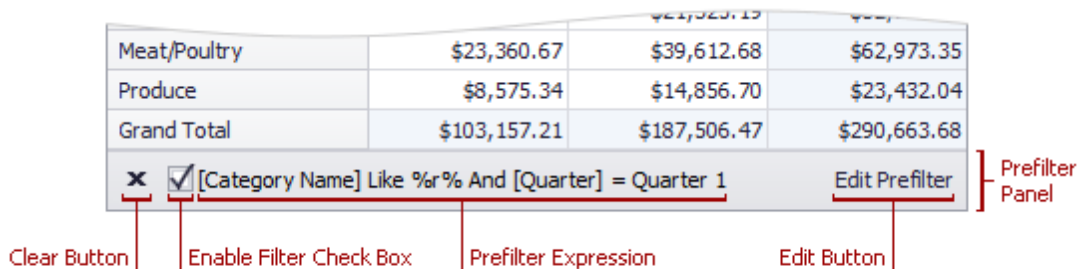 Meat/Poultry $23,360.67 $39,612.68 $62,973.35
Produce $8,575.34 $14,856.70 $23,432.04
Grand Total $103,157.21 $187,506.47 $290,663.68
x [Category Name] Like %r% And [Quarter] = Quarter 1 Edit Prefilter
Prefilter
Panel
Clear Button Enable Filter Check Box Prefilter Expression Edit Button